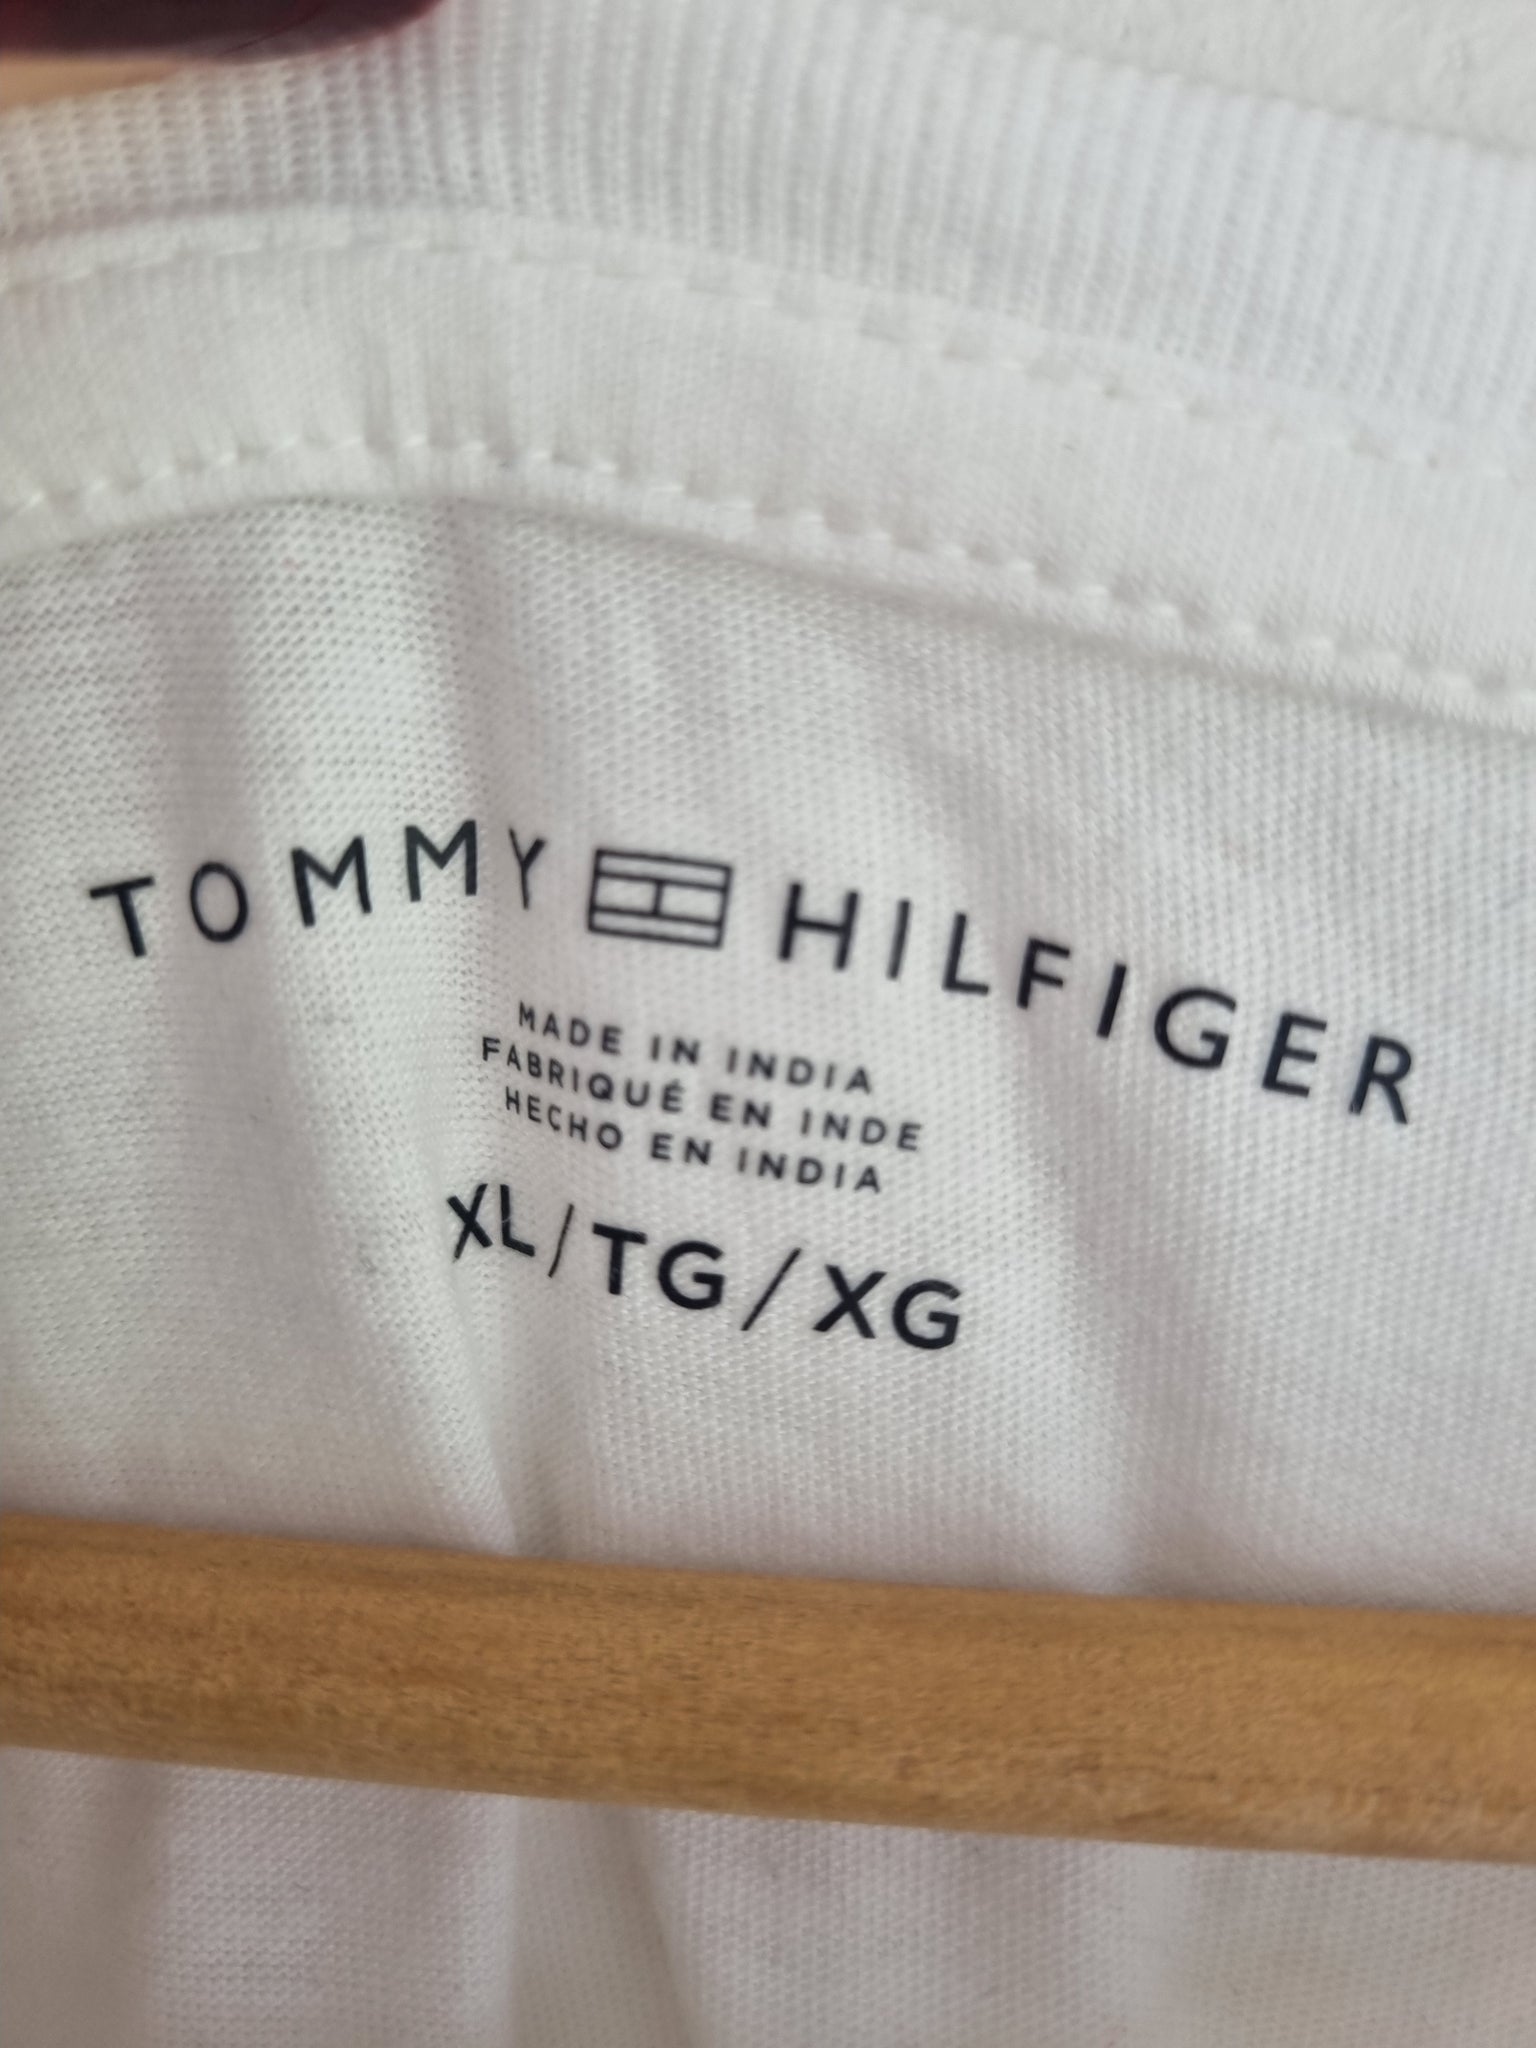 TOMMY HILFIGER
MADE IN INDIA
FABRIQUÉ EN INDE
HECHO EN INDIA
XL/TG/XG